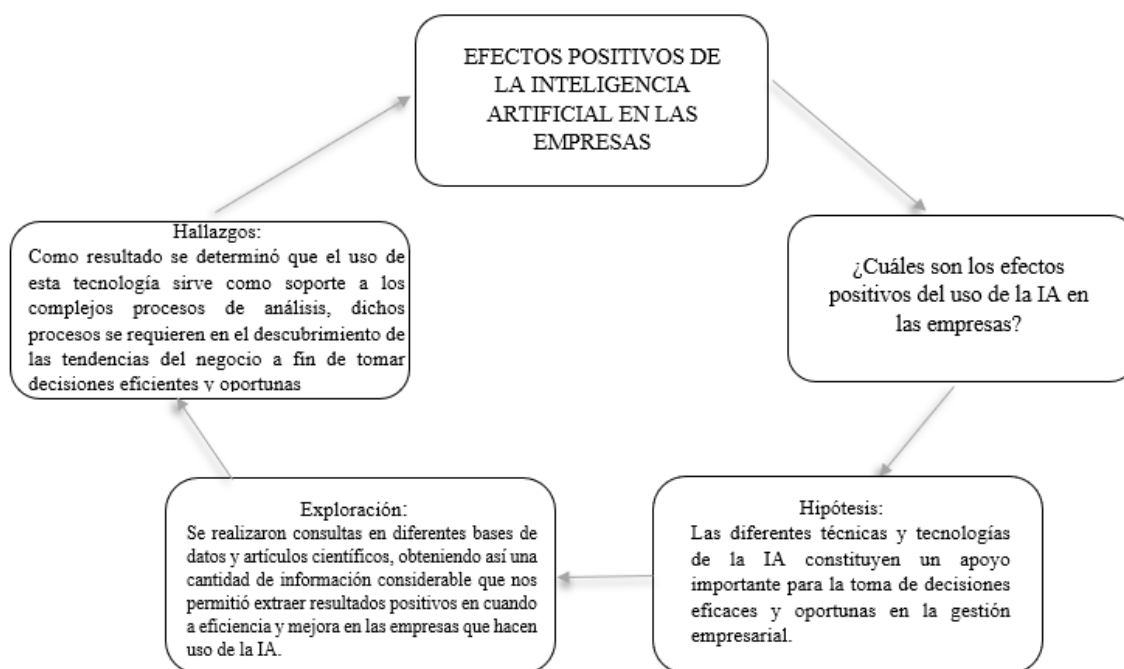 EFECTOS POSITIVOS DE
LA INTELIGENCIA
ARTIFICIAL EN LAS
EMPRESAS
¿Cuáles son los efectos
positivos del uso de la IA en
las empresas?
Hipótesis:
Las diferentes técnicas y tecnologías
de la IA constituyen un apoyo
importante para la toma de decisiones
eficaces y oportunas en la gestión
empresarial.
Exploración:
Se realizaron consultas en diferentes bases de
datos y artículos científicos, obteniendo así una
cantidad de información considerable que nos
permitió extraer resultados positivos en cuando
a eficiencia y mejora en las empresas que hacen
uso de la IA.
Hallazgos:
Como resultado se determinó que el uso de
esta tecnología sirve como soporte a los
complejos procesos de análisis, dichos
procesos se requieren en el descubrimiento de
las tendencias del negocio a fin de tomar
decisiones eficientes y oportunas